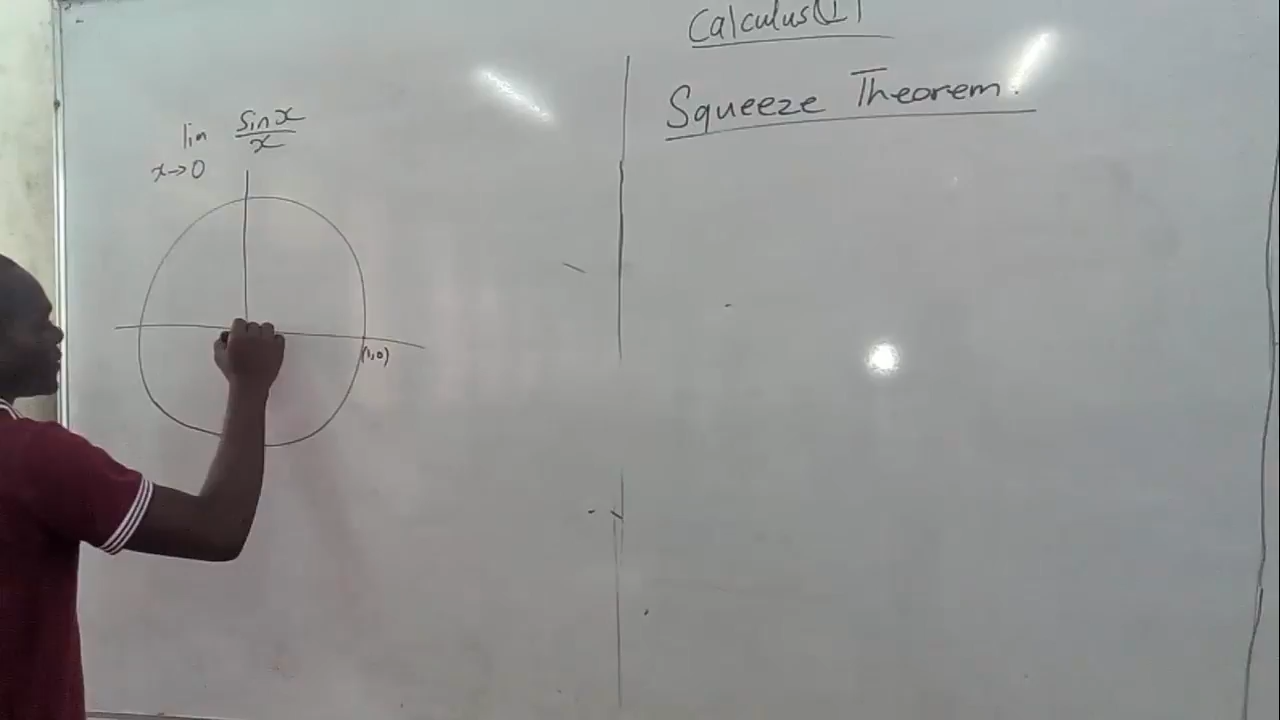 Calculus(I)
Squeeze Theorem.
lim sin x / x
x→0
(1,0)